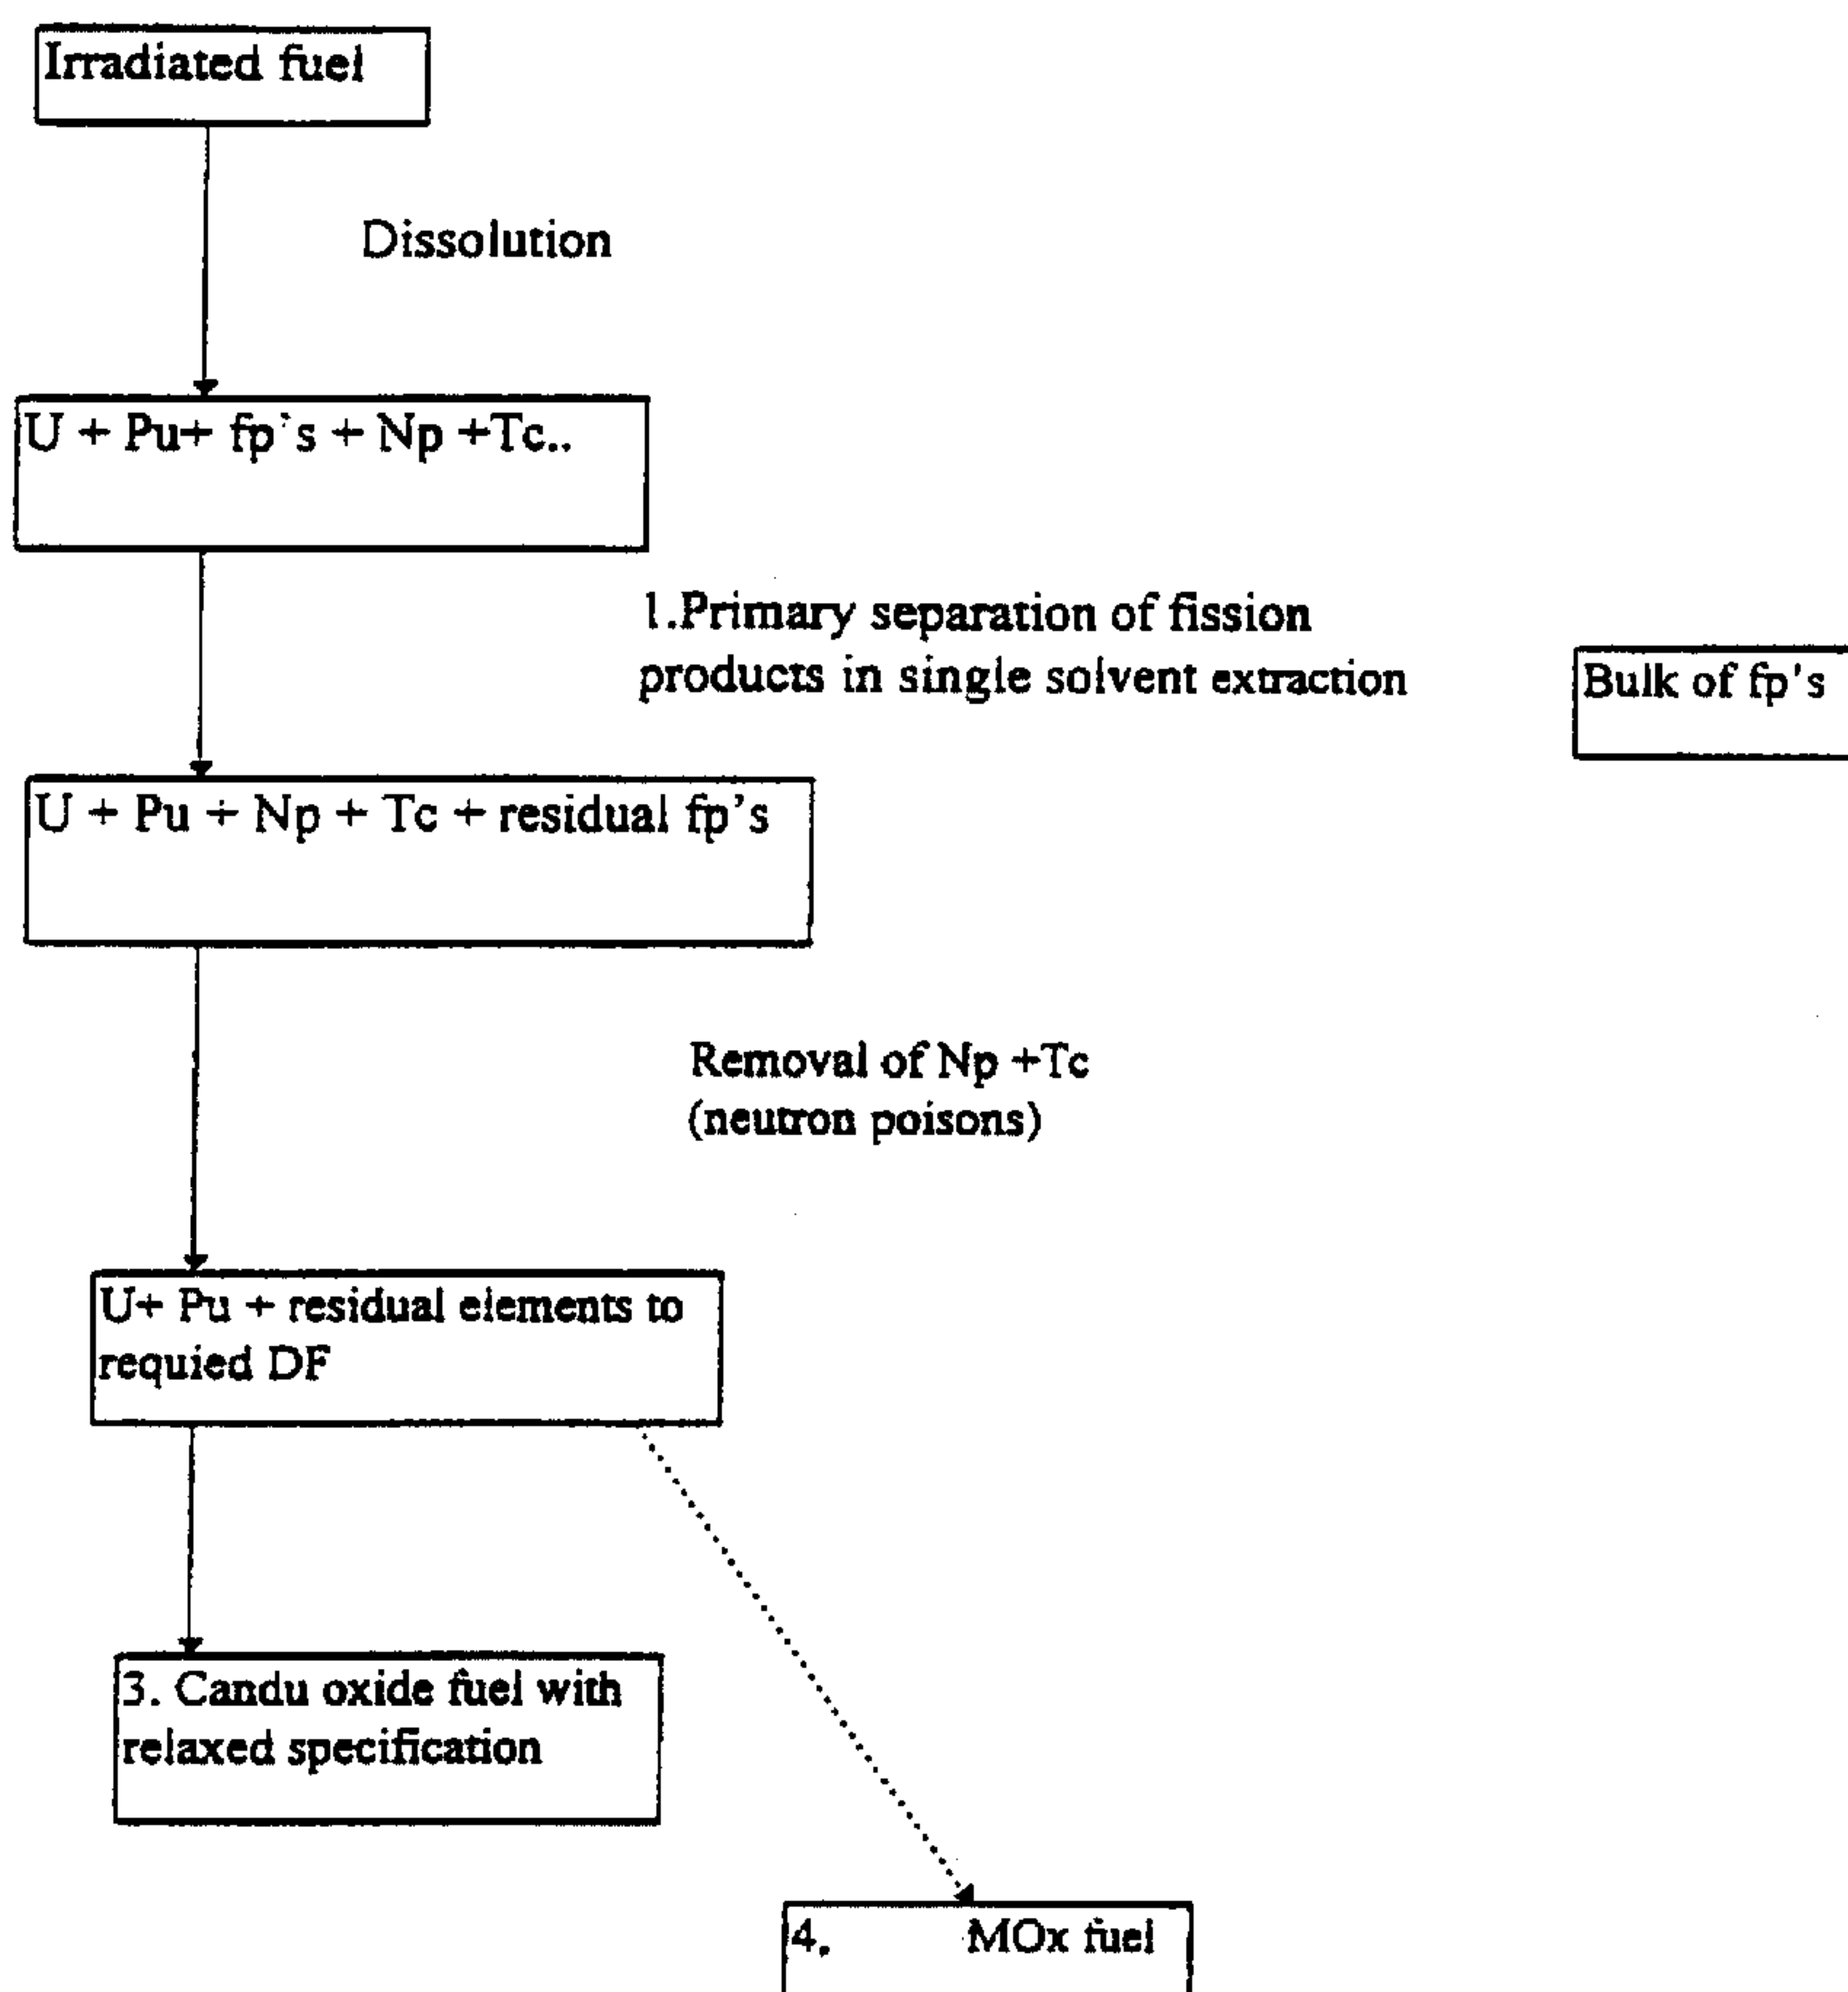 Irradiated fuel
Dissolution
U + Pu+ fp's + Np +Tc..
1.Primary separation of fission
products in single solvent extraction
Bulk of fp's
U + Pu + Np + Tc + residual fp's
Removal of Np +Tc
(neutron poisons)
U+ Pu + residual elements to
requied DF
3. Candu oxide fuel with
relaxed specification
4. MOx fuel